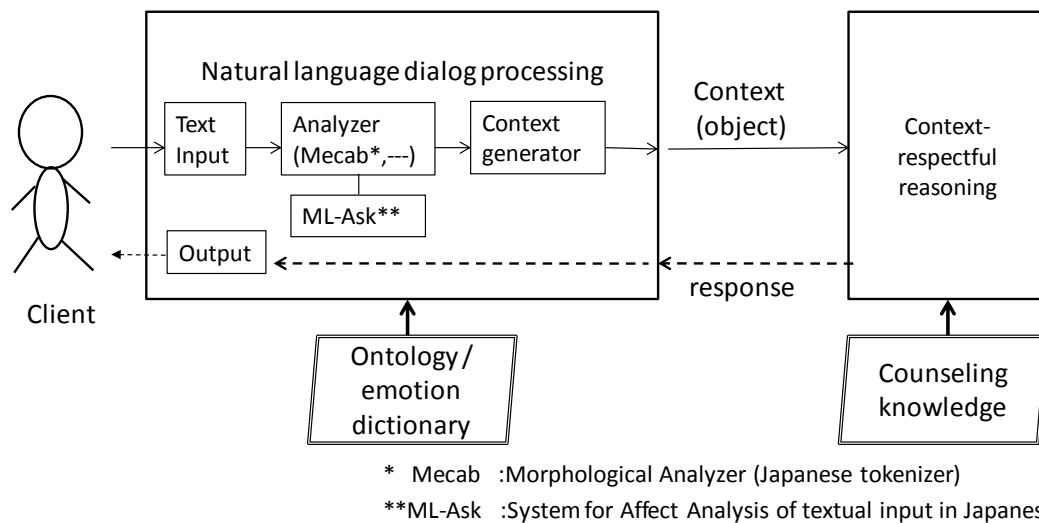 Natural language dialog processing
Text
Input
Analyzer
(Mecab*,---)
Context
generator
ML-Ask**
Output
Client
Context
(object)
response
Context-
respectful
reasoning
Ontology /
emotion
dictionary
Counseling
knowledge
* Mecab :Morphological Analyzer (Japanese tokenizer)
**ML-Ask :System for Affect Analysis of textual input in Japanes